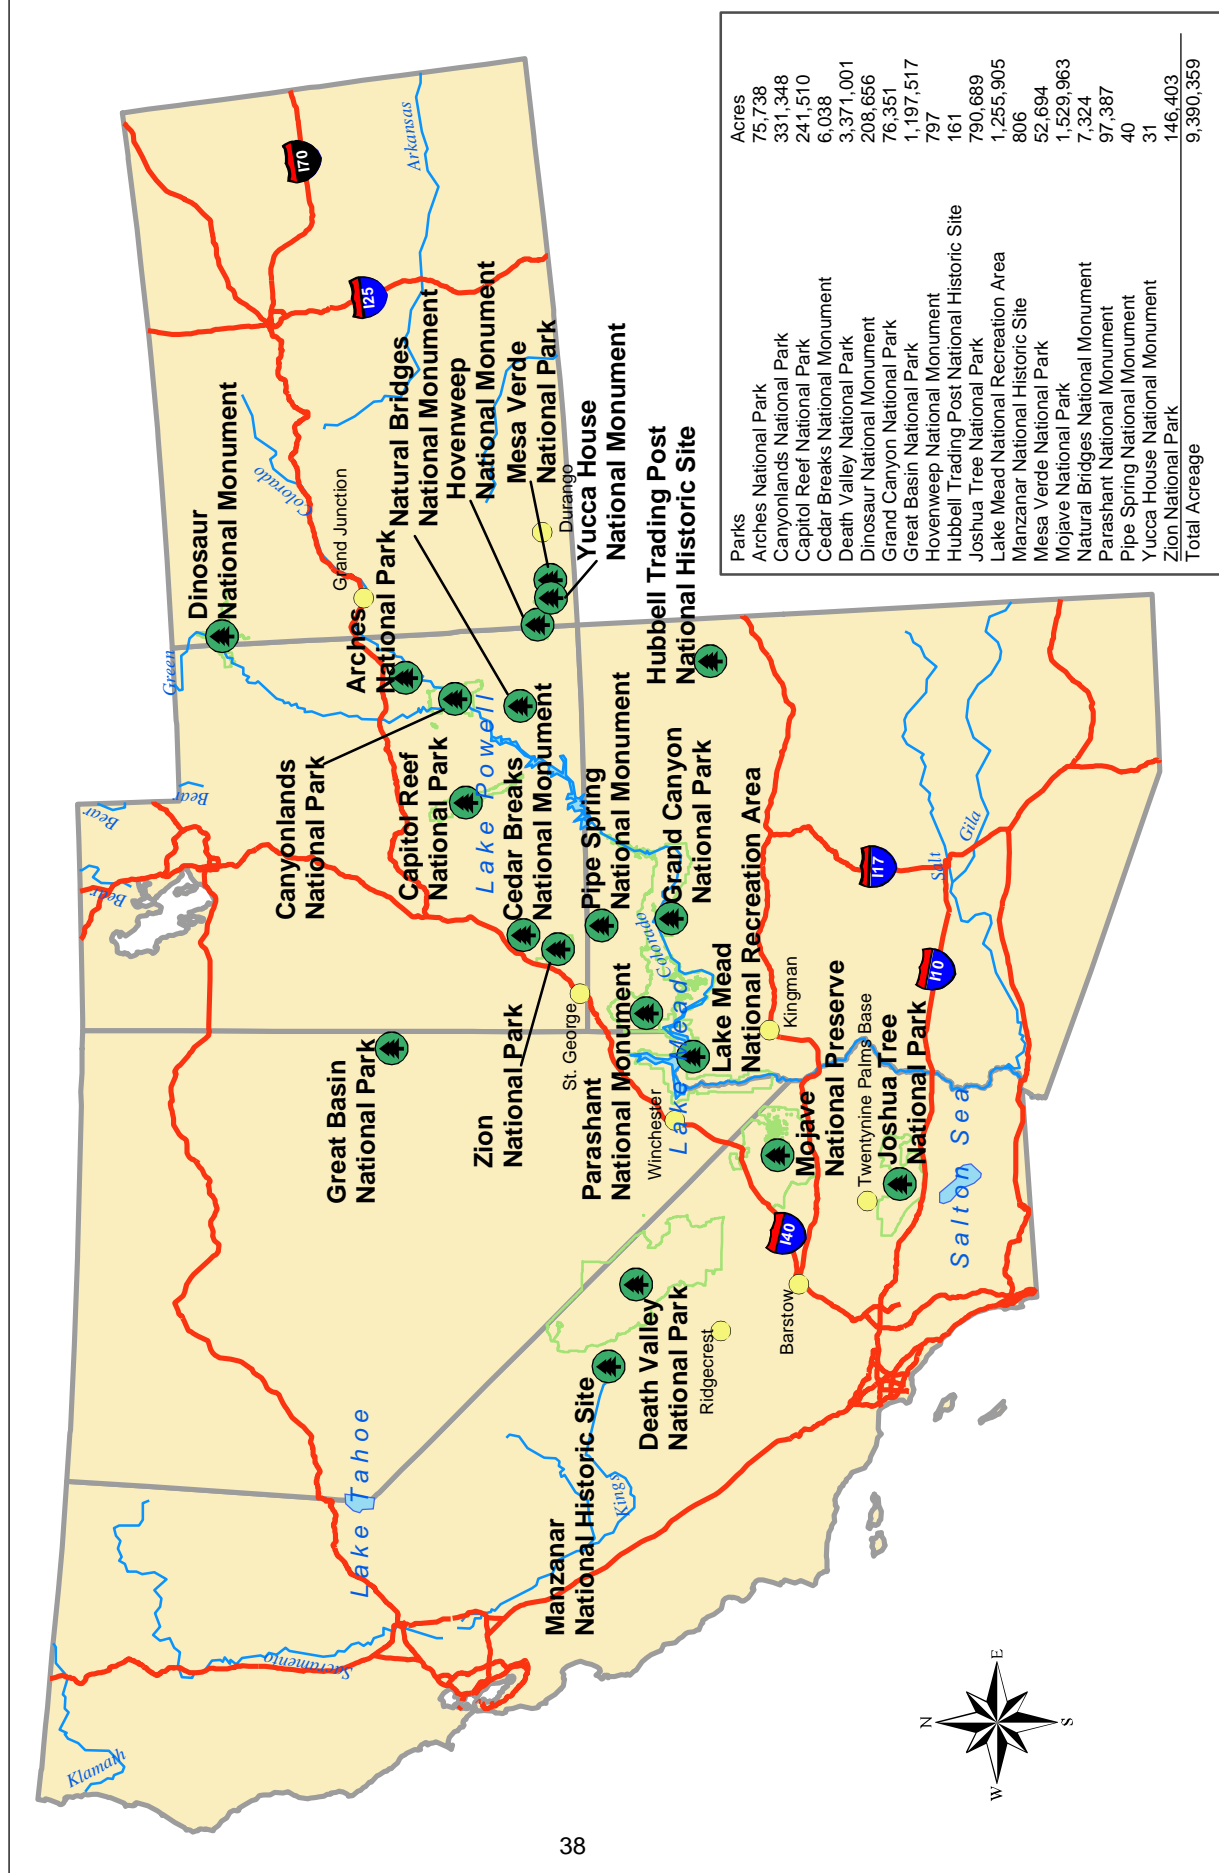 Klamath
Sacramento
Lake Tahoe
Kings
Manzanar
National Historic Site
Death Valley
National Park
Ridgecrest
Barstow
I40
Great Basin
National Park
Zion
National Park
St. George
Parashant
National Monument
Winchester
Lake Mead
Lake Mead
National Recreation Area
Kingman
Mojave
National Preserve
Twentynine Palms Base
Joshua Tree
National Park
Salton Sea
I10
I17
Salt
Gila
Bear
Bear
Bear
Canyonlands
National Park
Capitol Reef
National Park
Lake Powell
Cedar Breaks
National Monument
Pipe Spring
National Monument
Colorado
Grand Canyon
National Park
Hubbell Trading Post
National Historic Site
Green
Dinosaur
National Monument
Arches
National Park
Grand Junction
Colorado
Natural Bridges
National Monument
Hovenweep
National Monument
Mesa Verde
National Park
Durango
Yucca House
National Monument
I25
I70
Arkansas
Parks Acres
Arches National Park 75,738
Canyonlands National Park 331,348
Capitol Reef National Park 241,510
Cedar Breaks National Monument 6,038
Death Valley National Park 3,371,001
Dinosaur National Monument 208,656
Grand Canyon National Park 76,351
Great Basin National Park 1,197,517
Hovenweep National Monument 797
Hubbell Trading Post National Historic Site 161
Joshua Tree National Park 790,689
Lake Mead National Recreation Area 1,255,905
Manzanar National Historic Site 806
Mesa Verde National Park 52,694
Mojave National Park 1,529,963
Natural Bridges National Monument 7,324
Parashant National Monument 97,387
Pipe Spring National Monument 40
Yucca House National Monument 31
Zion National Park 146,403
Total Acreage 9,390,359
N
W
E
S
38